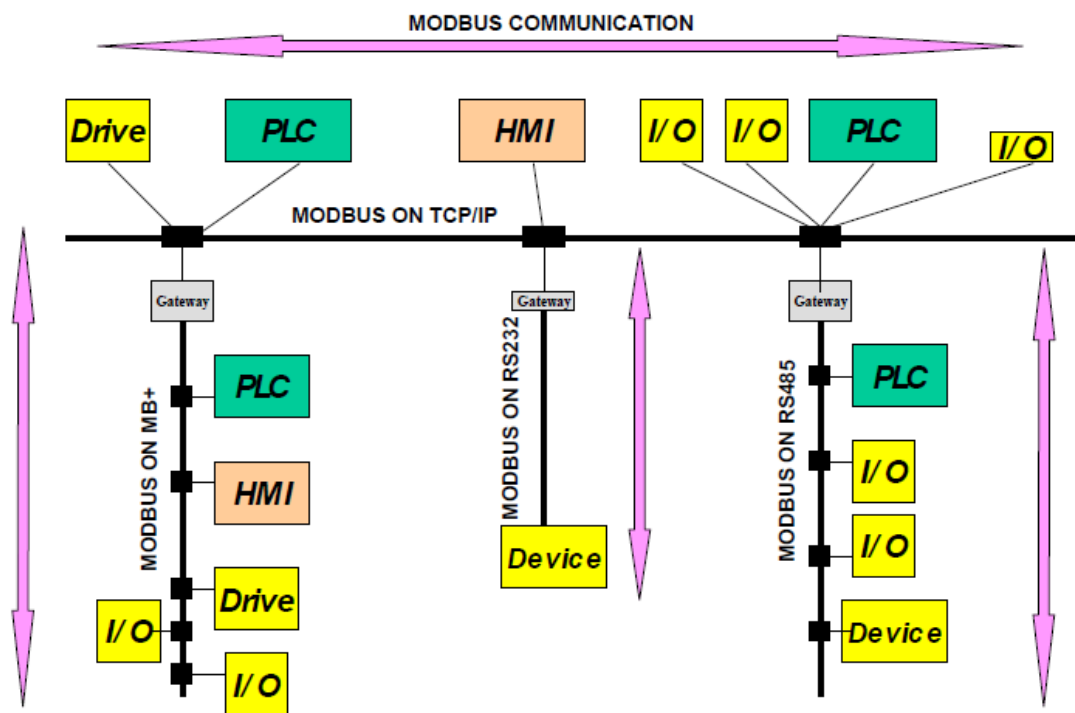 MODBUS COMMUNICATION
Drive
PLC
HMI
I/O
I/O
PLC
I/O
MODBUS ON TCP/IP
Gateway
Gateway
Gateway
MODBUS ON MB+
PLC
HMI
Drive
I/O
I/O
MODBUS ON RS232
Device
MODBUS ON RS485
PLC
I/O
I/O
Device